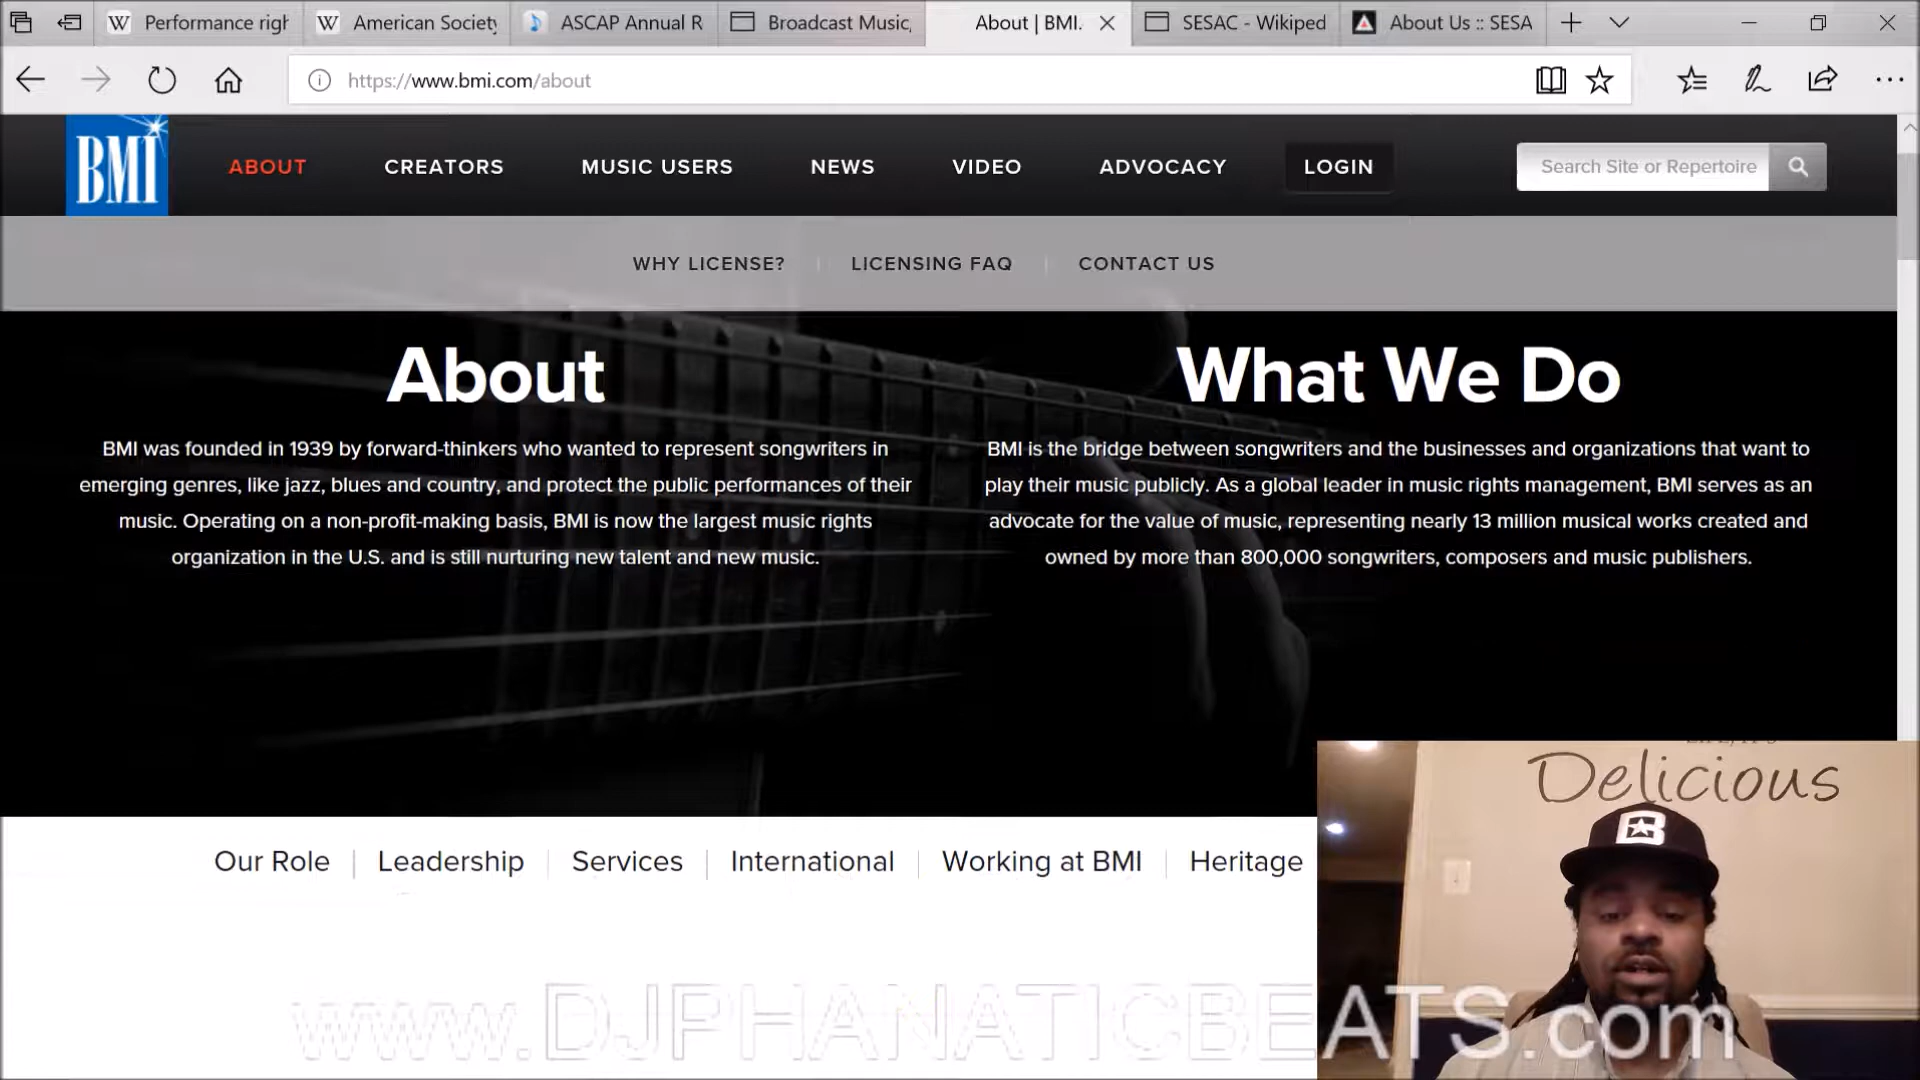 Performance righ
American Society
ASCAP Annual R
Broadcast Music,
About | BMI.
SESAC - Wikiped
About Us :: SESA
https://www.bmi.com/about
BMI
ABOUT
CREATORS
MUSIC USERS
NEWS
VIDEO
ADVOCACY
LOGIN
Search Site or Repertoire
WHY LICENSE?
LICENSING FAQ
CONTACT US
About
BMI was founded in 1939 by forward-thinkers who wanted to represent songwriters in
emerging genres, like jazz, blues and country, and protect the public performances of their
music. Operating on a non-profit-making basis, BMI is now the largest music rights
organization in the U.S. and is still nurturing new talent and new music.
What We Do
BMI is the bridge between songwriters and the businesses and organizations that want to
play their music publicly. As a global leader in music rights management, BMI serves as an
advocate for the value of music, representing nearly 13 million musical works created and
owned by more than 800,000 songwriters, composers and music publishers.
Our Role
Leadership
Services
International
Working at BMI
Heritage
Delicious
B
www.DJPHANATICBEATS.com